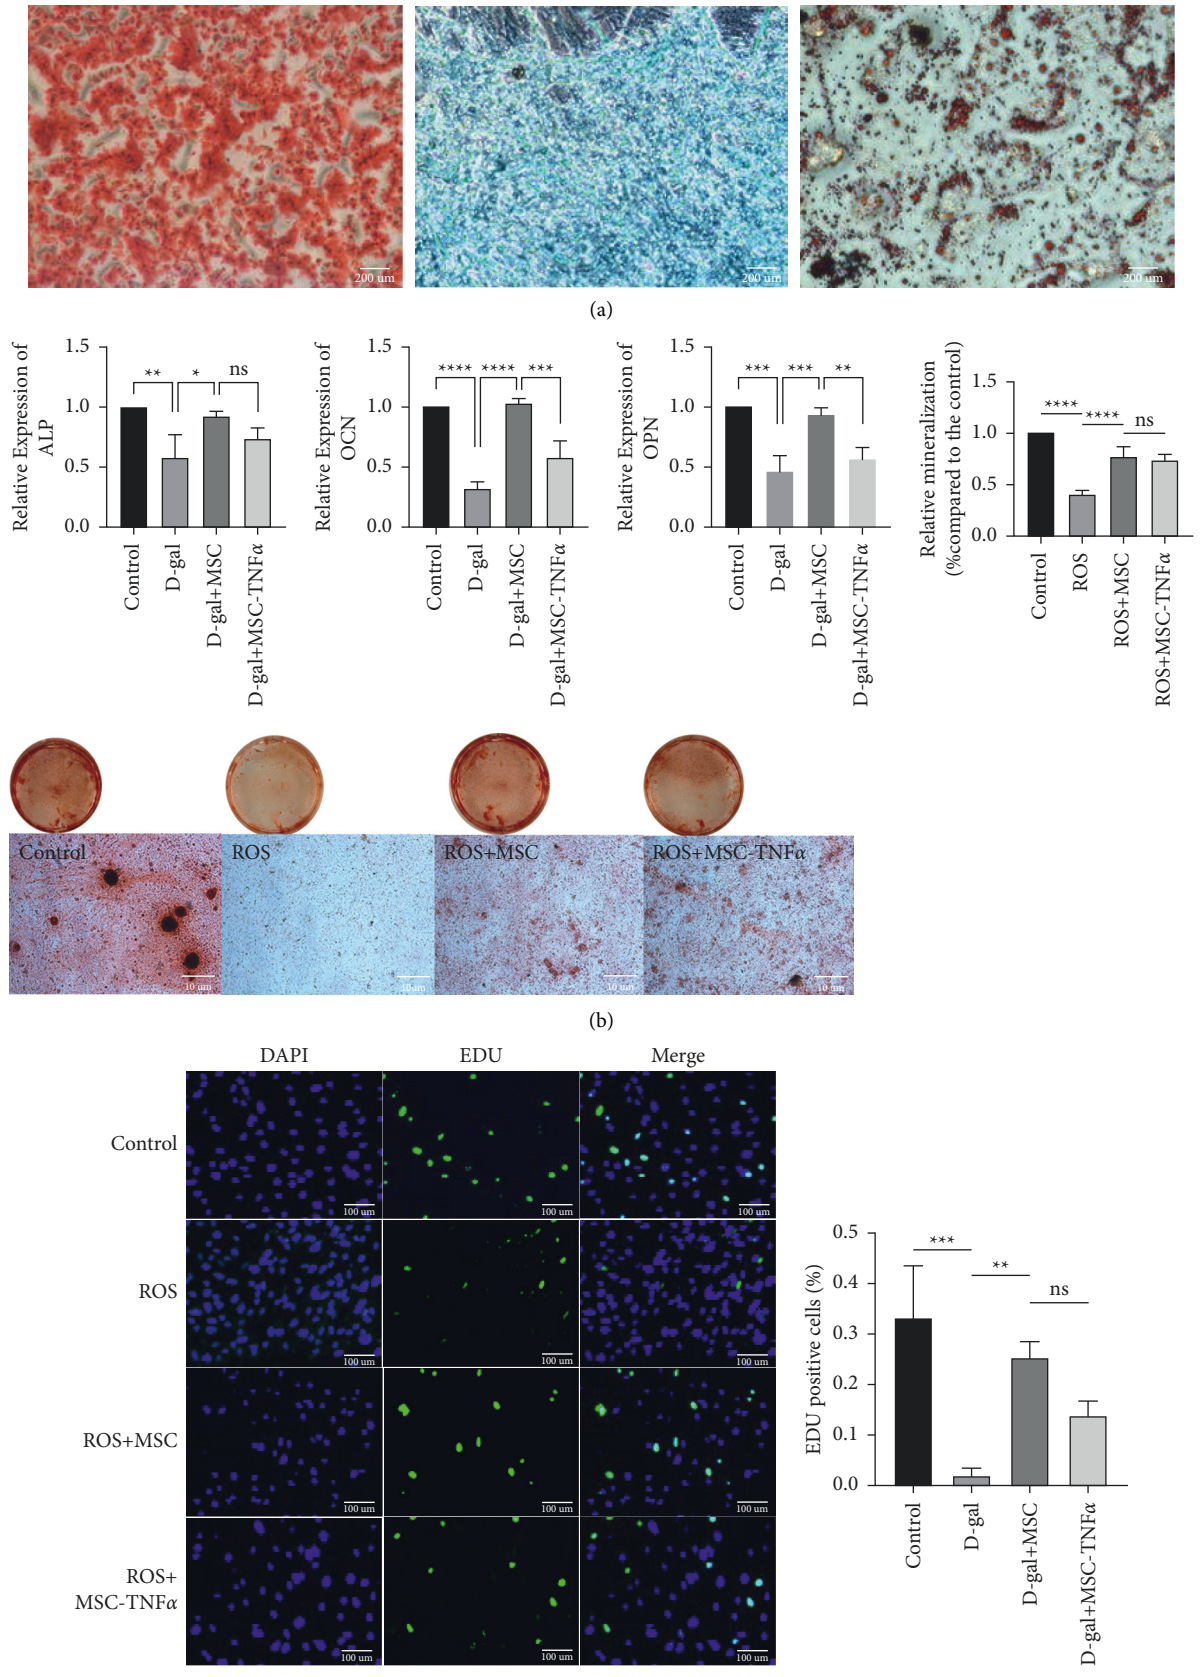 200 um
200 um
200 um
(a)
Relative Expression of
ALP
1.5
1.0
0.5
0.0
**
*
ns
Control
D-gal
D-gal+MSC
D-gal+MSC-TNFα
Relative Expression of
OCN
1.5
1.0
0.5
0.0
****
****
***
Control
D-gal
D-gal+MSC
D-gal+MSC-TNFα
Relative Expression of
OPN
1.5
1.0
0.5
0.0
***
***
**
Control
D-gal
D-gal+MSC
D-gal+MSC-TNFα
Relative mineralization
(%compared to the control)
1.5
1.0
0.5
0.0
****
****
ns
Control
ROS
ROS+MSC
ROS+MSC-TNFα
Control
ROS
ROS+MSC
ROS+MSC-TNFα
10 um
10um
10 um
10 um
(b)
DAPI
EDU
Merge
Control
100 um
100 um
100 um
ROS
100 um
100 um
100 um
ROS+MSC
100 um
100 um
100 um
ROS+
MSC-TNFα
100 um
100 um
100 um
EDU positive cells (%)
0.5
0.4
0.3
0.2
0.1
0.0
***
**
ns
Control
D-gal
D-gal+MSC
D-gal+MSC-TNFα